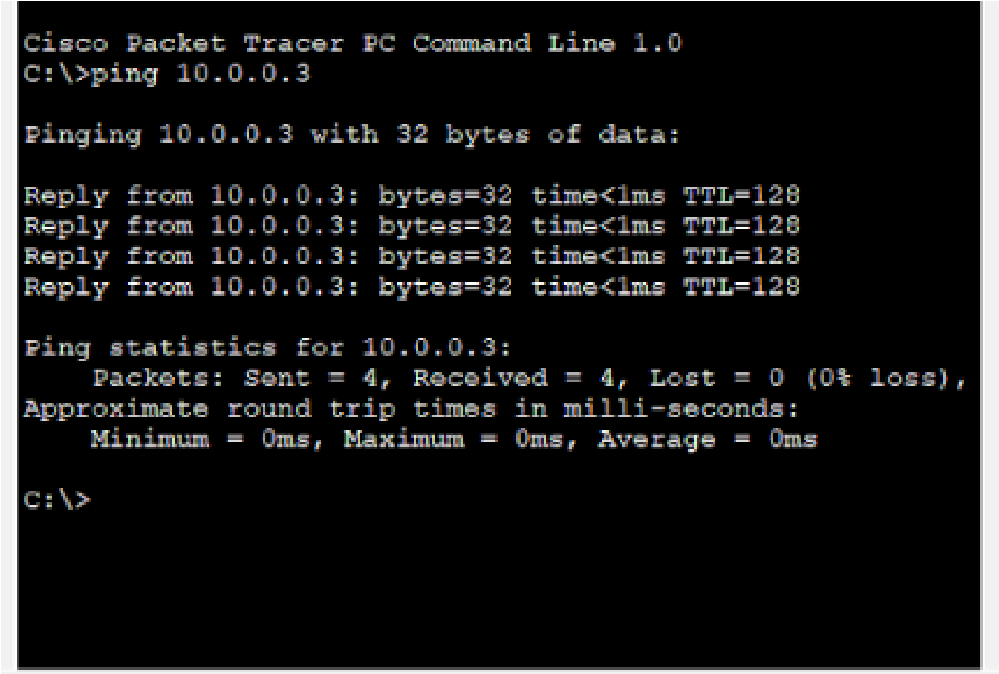 Cisco Packet Tracer PC Command Line 1.0
C:\>ping 10.0.0.3
Pinging 10.0.0.3 with 32 bytes of data:
Reply from 10.0.0.3: bytes=32 time<1ms TTL=128
Reply from 10.0.0.3: bytes=32 time<1ms TTL=128
Reply from 10.0.0.3: bytes=32 time<1ms TTL=128
Reply from 10.0.0.3: bytes=32 time<1ms TTL=128
Ping statistics for 10.0.0.3:
Packets: Sent = 4, Received = 4, Lost = 0 (0% loss),
Approximate round trip times in milli-seconds:
Minimum = 0ms, Maximum = 0ms, Average = 0ms
C:\>